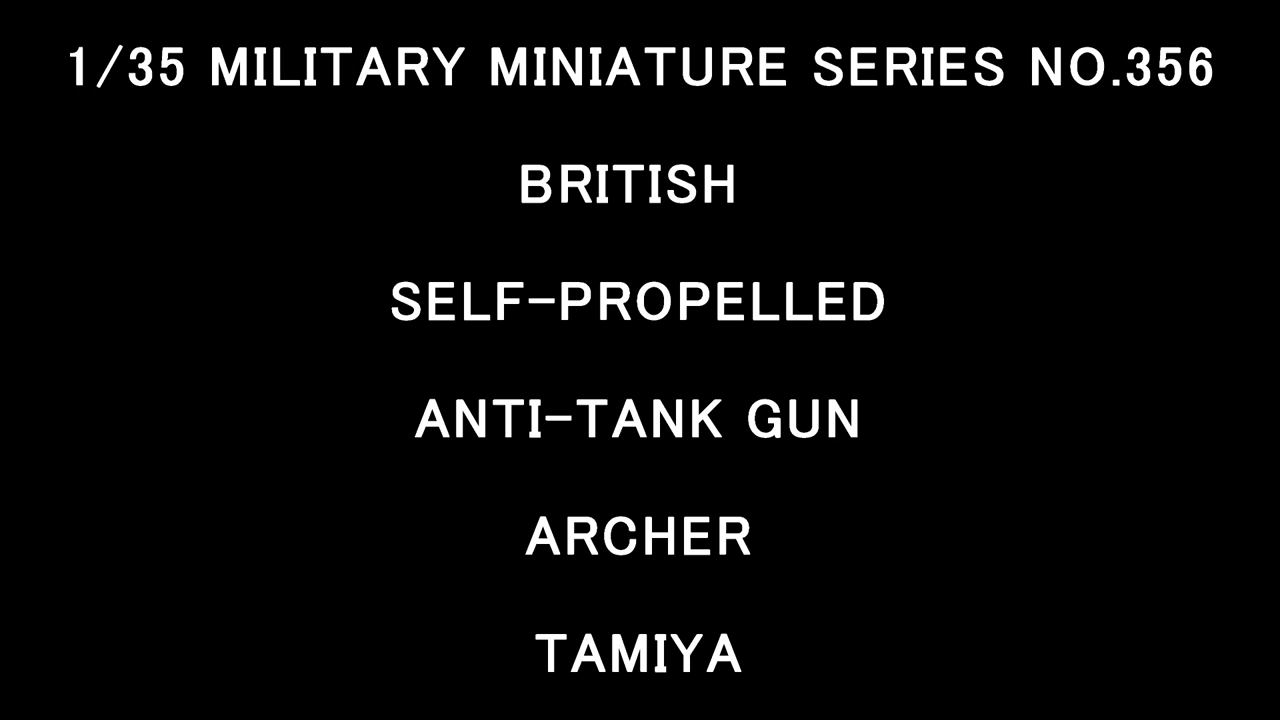 1/35 MILITARY MINIATURE SERIES NO.356
BRITISH
SELF-PROPELLED
ANTI-TANK GUN
ARCHER
TAMIYA